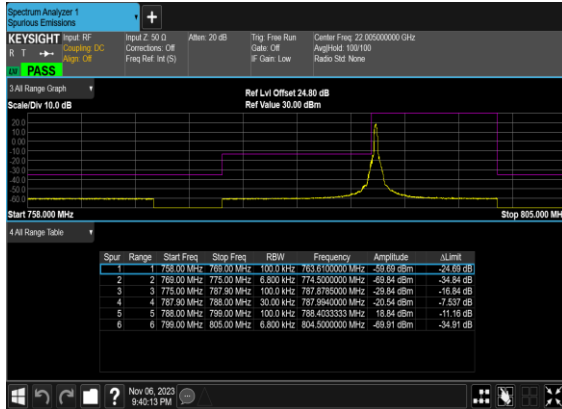 Spectrum Analyzer 1
Spurious Emissions
KEYSIGHT Input: RF Input Z: 50 Ω Atten: 20 dB Trig: Free Run Center Freq: 22.005000000 GHz
R T Coupling: DC Corrections: Off Gate: Off Avg|Hold: 100/100
Align: Off Freq Ref: Int (S) IF Gain: Low Radio Std: None
PASS
3 All Range Graph Ref Lvl Offset 24.80 dB
Scale/Div 10.0 dB Ref Value 30.00 dBm
20.0
10.0
0.00
-10.0
-20.0
-30.0
-40.0
-50.0
-60.0
Start 758.000 MHz Stop 805.000 MH
4 All Range Table
Spur Range Start Freq Stop Freq RBW Frequency Amplitude ΔLimit
1 1 758.00 MHz 769.00 MHz 100.0 kHz 763.6100000 MHz -59.69 dBm -24.69 dB
2 2 769.00 MHz 775.00 MHz 6.800 kHz 774.5000000 MHz -69.84 dBm -34.84 dB
3 3 775.00 MHz 787.90 MHz 100.0 kHz 787.8785000 MHz -29.84 dBm -16.84 dB
4 4 787.90 MHz 788.00 MHz 30.00 kHz 787.9940000 MHz -20.54 dBm -7.537 dB
5 5 788.00 MHz 799.00 MHz 100.0 kHz 788.4033333 MHz 18.84 dBm -11.16 dB
6 6 799.00 MHz 805.00 MHz 6.800 kHz 804.5000000 MHz -69.91 dBm -34.91 dB
Nov 06, 2023
9:40:13 PM